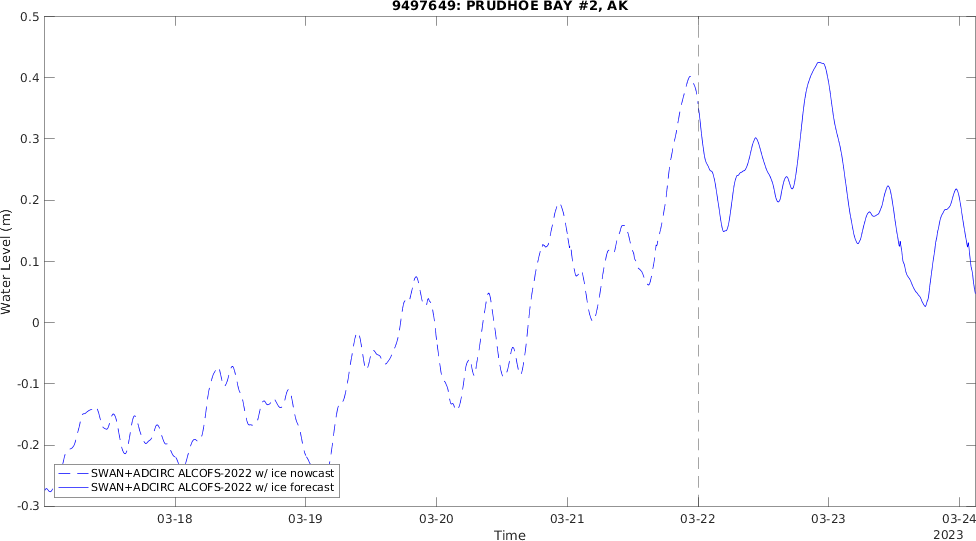 9497649: PRUDHOE BAY #2, AK
0.5
0.4
0.3
0.2
0.1
0
-0.1
-0.2
-0.3
Water Level (m)
SWAN+ADCIRC ALCOFS-2022 w/ ice nowcast
SWAN+ADCIRC ALCOFS-2022 w/ ice forecast
03-18 03-19 03-20 03-21 03-22 03-23 03-24
Time
2023